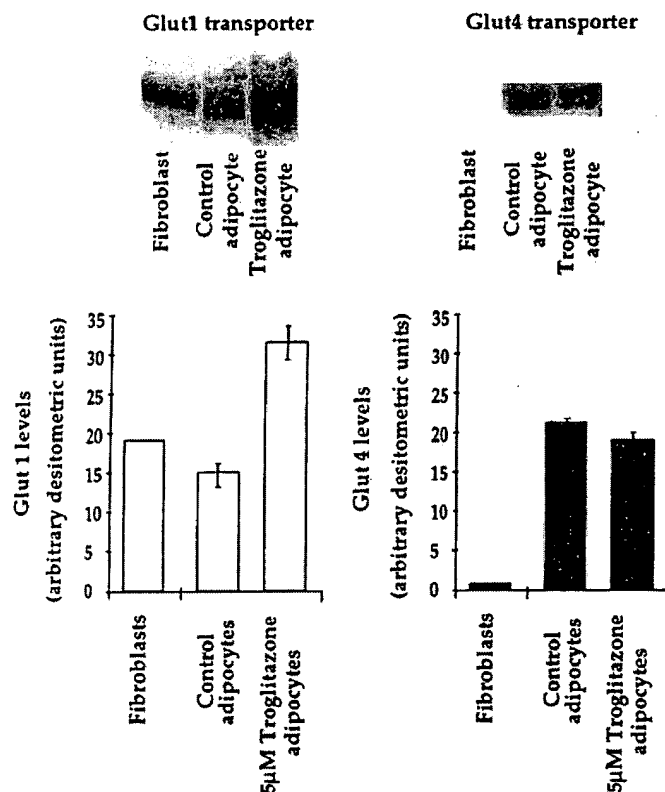 Glut1 transporter
Fibroblast
Control
adipocyte
Troglitazone
adipocyte
Glut4 transporter
Fibroblast
Control
adipocyte
Troglitazone
adipocyte
Glut 1 levels
(arbitrary desitometric units)
35
30
25
20
15
10
5
0
Fibroblasts
Control
adipocytes
5µM Troglitazone
adipocytes
Glut 4 levels
(arbitrary desitometric units)
35
30
25
20
15
10
5
0
Fibroblasts
Control
adipocytes
5µM Troglitazone
adipocytes